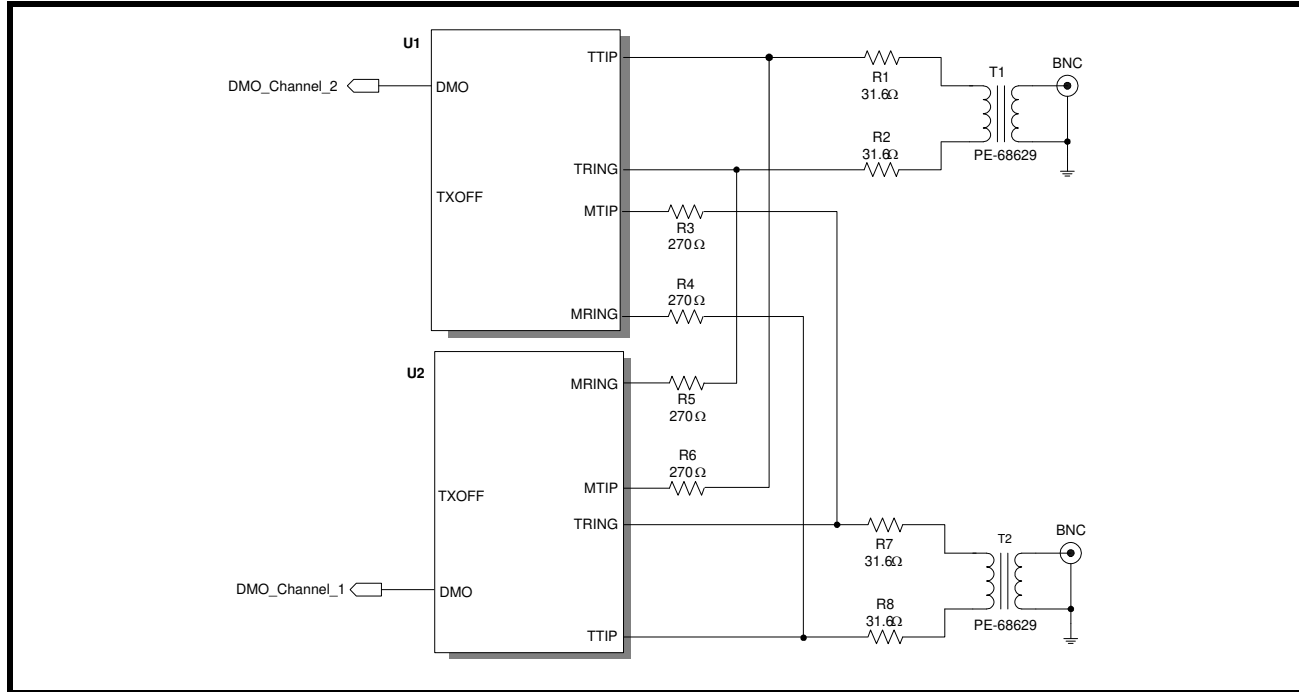 U1
TTIP
DMO_Channel_2
DMO
R1
31.6Ω
T1
BNC
R2
31.6Ω
PE-68629
TRING
TXOFF
MTIP
R3
270Ω
R4
270Ω
MRING
U2
MRING
R5
270Ω
R6
270Ω
MTIP
TXOFF
TRING
R7
31.6Ω
T2
BNC
DMO_Channel_1
DMO
R8
31.6Ω
PE-68629
TTIP